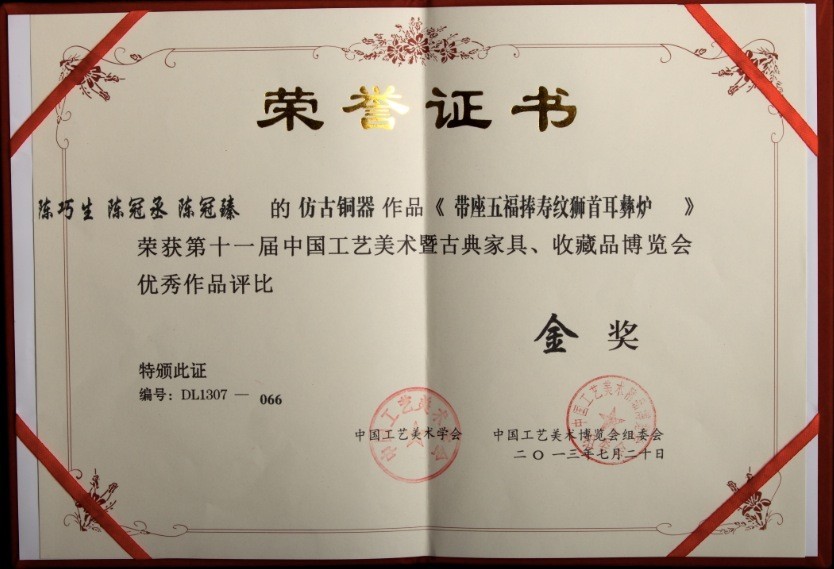 荣誉证书
陈巧生 陈冠丞 陈冠臻 的 仿古铜器 作品《 带座五福捧寿纹狮首耳彝炉 》
荣获第十一届中国工艺美术暨古典家具、收藏品博览会
优秀作品评比
金 奖
特颁此证
编号：DL1307 — 066
中国工艺美术学会 中国工艺美术博览会组委会
二〇一三年七月二十日